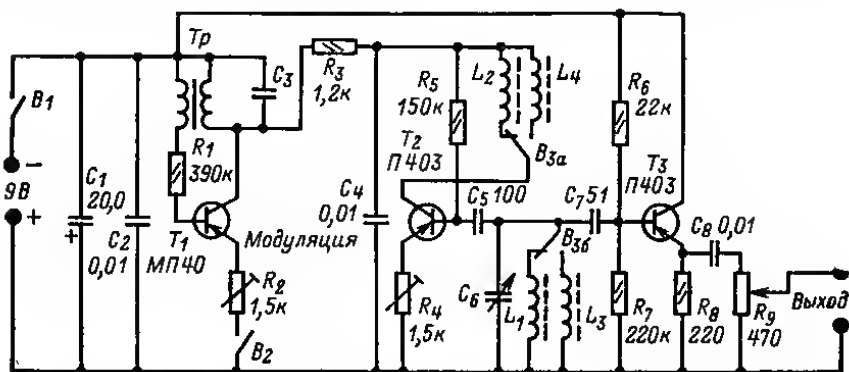 B1
−
9В
+
C1
20,0
+
C2
0,01
Тр
R1
390к
T1
МП40
C3
Модуляция
R2
1,5к
B2
R3
1,2к
C4
0,01
R5
150к
T2
П403
R4
1,5к
L2
L4
B3а
C5 100
C6
L1
L3
B3б
C7 51
R6
22к
T3
П403
R7
220к
C8 0,01
R8
220
R9
470
Выход